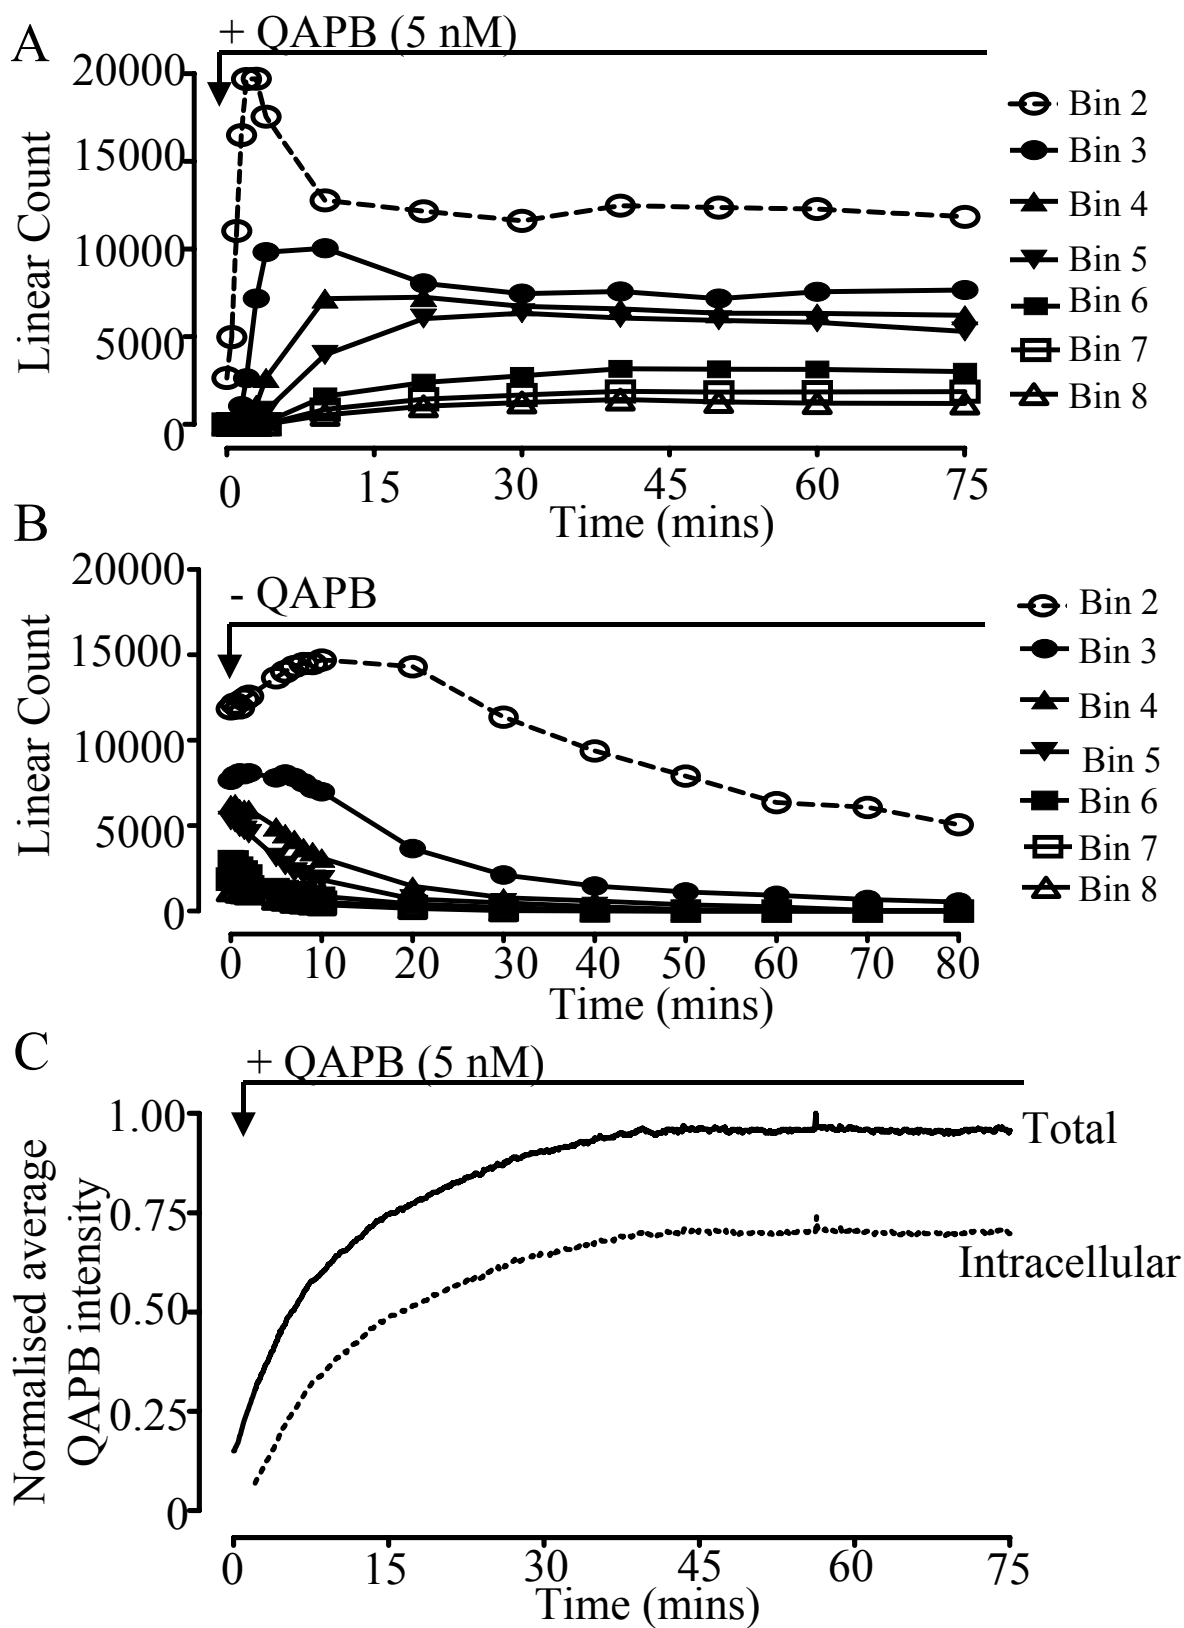 A
+ QAPB (5 nM)
20000
15000
10000
5000
0
Linear Count
0 15 30 45 60 75
Time (mins)
Bin 2
Bin 3
Bin 4
Bin 5
Bin 6
Bin 7
Bin 8
B
- QAPB
20000
15000
10000
5000
0
Linear Count
0 10 20 30 40 50 60 70 80
Time (mins)
Bin 2
Bin 3
Bin 4
Bin 5
Bin 6
Bin 7
Bin 8
C
+ QAPB (5 nM)
1.00
0.75
0.50
0.25
0
Normalised average
QAPB intensity
Total
Intracellular
0 15 30 45 60 75
Time (mins)